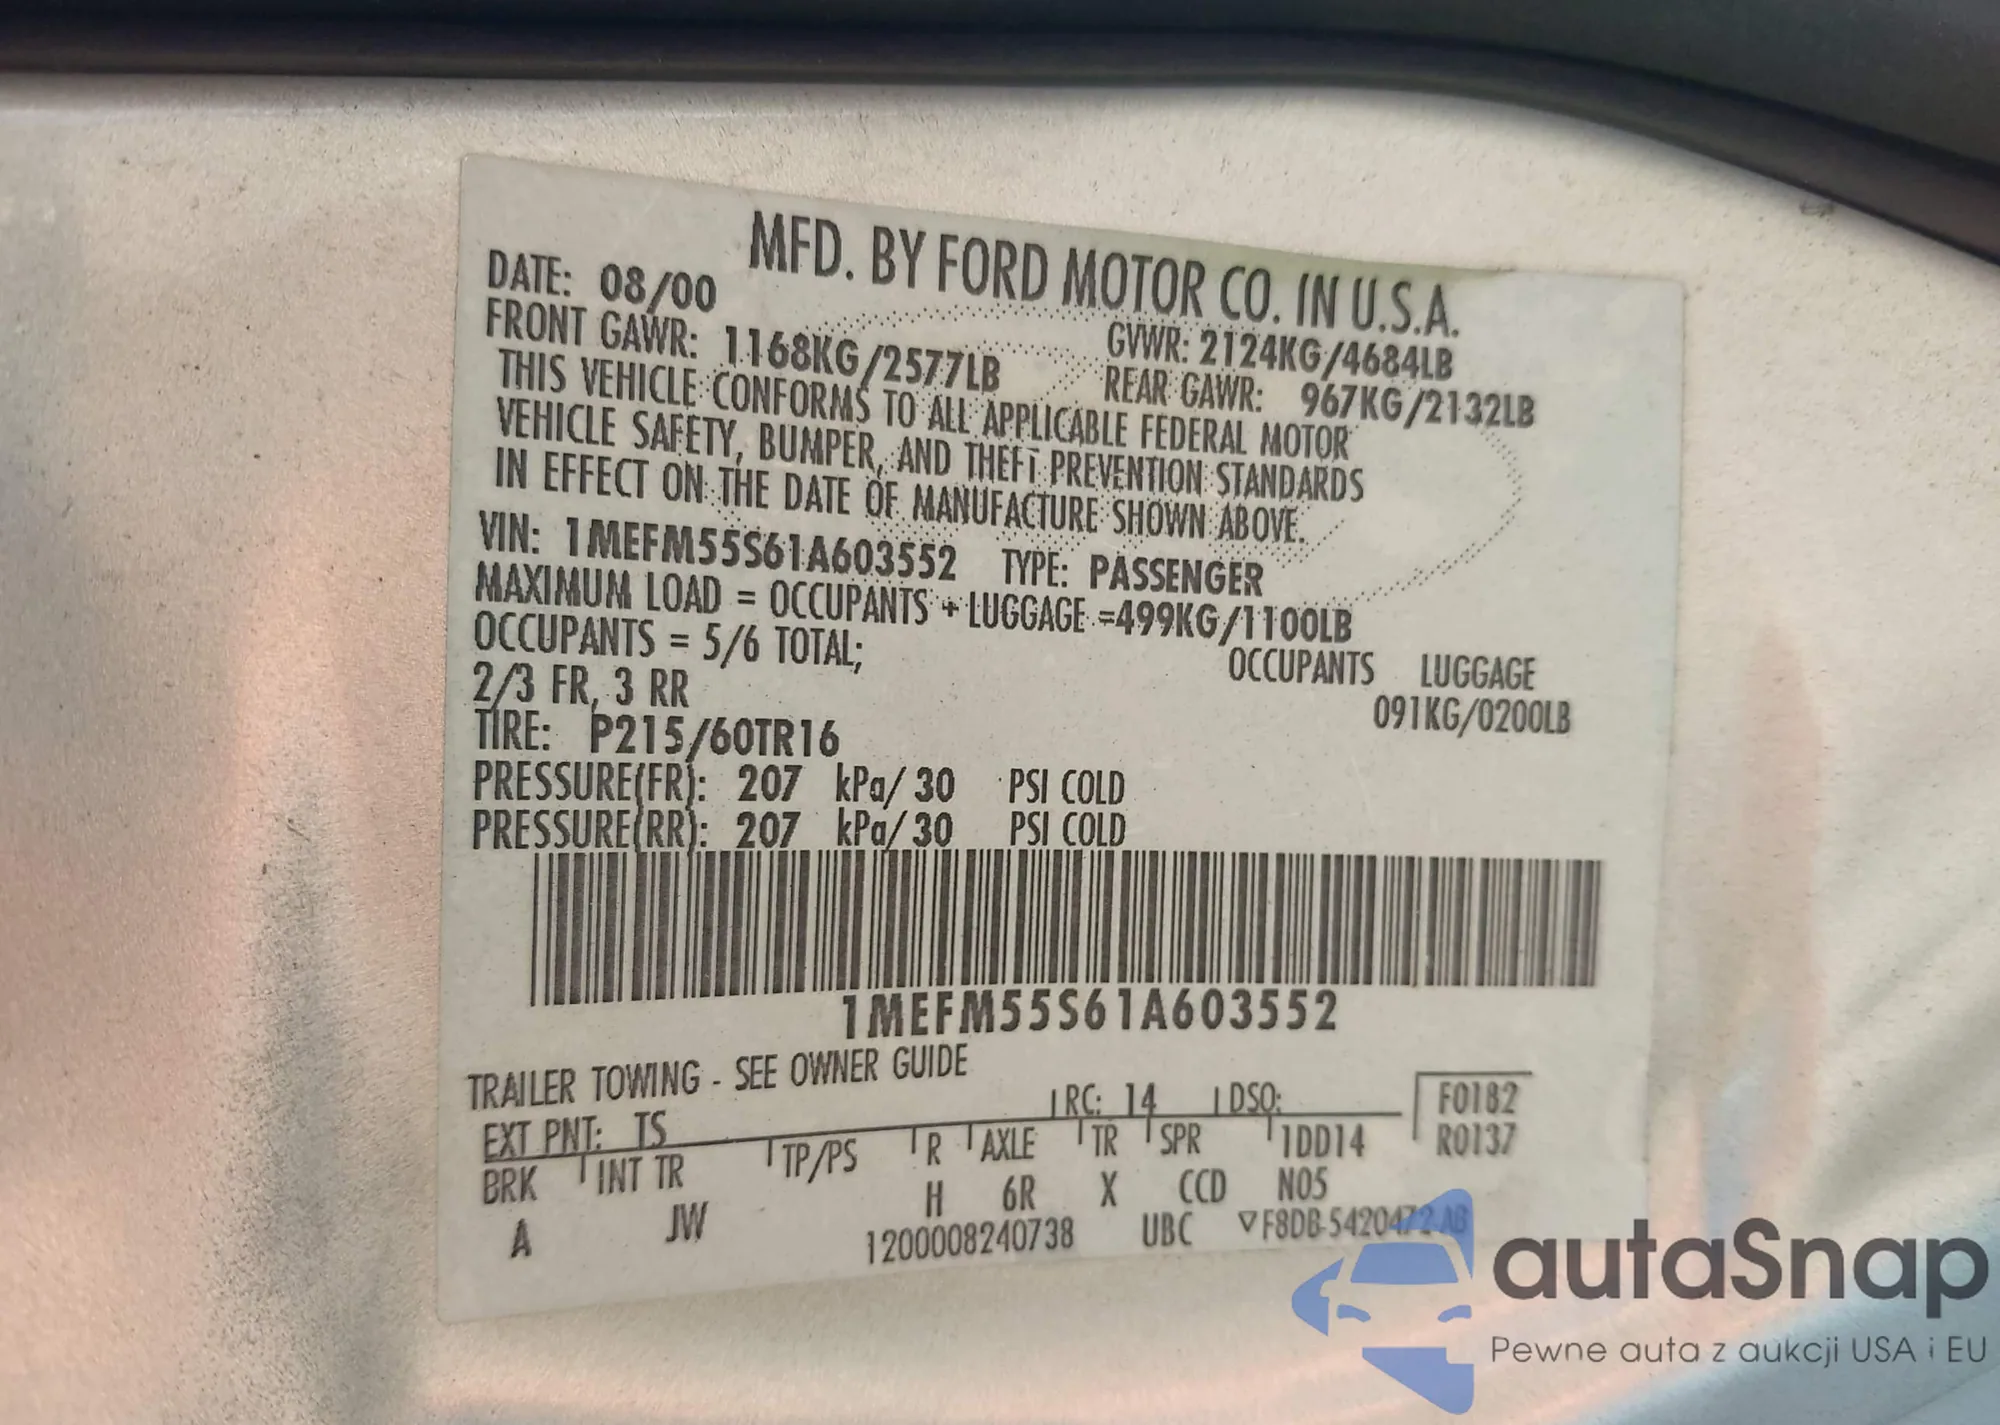 MFD. BY FORD MOTOR CO. IN U.S.A.
DATE: 08/00
GVWR: 2124KG/4684LB
FRONT GAWR: 1168KG/2577LB
REAR GAWR: 967KG/2132LB
THIS VEHICLE CONFORMS TO ALL APPLICABLE FEDERAL MOTOR
VEHICLE SAFETY, BUMPER, AND THEFT PREVENTION STANDARDS
IN EFFECT ON THE DATE OF MANUFACTURE SHOWN ABOVE.
VIN: 1MEFM55S61A603552 TYPE: PASSENGER
MAXIMUM LOAD = OCCUPANTS + LUGGAGE =499KG/1100LB
OCCUPANTS = 5/6 TOTAL;
OCCUPANTS LUGGAGE
2/3 FR, 3 RR
091KG/0200LB
TIRE: P215/60TR16
PRESSURE(FR): 207 kPa/ 30 PSI COLD
PRESSURE(RR): 207 kPa/ 30 PSI COLD
1MEFM55S61A603552
TRAILER TOWING - SEE OWNER GUIDE
EXT PNT: TS RC: 14 DSO: F0182
BRK INT TR TP/PS R AXLE TR SPR 1DD14 R0137
A JW H 6R X CCD N05
1200008240738 UBC ▽F8DB-5420472-AB
autaSnap
Pewne auta z aukcji USA i EU